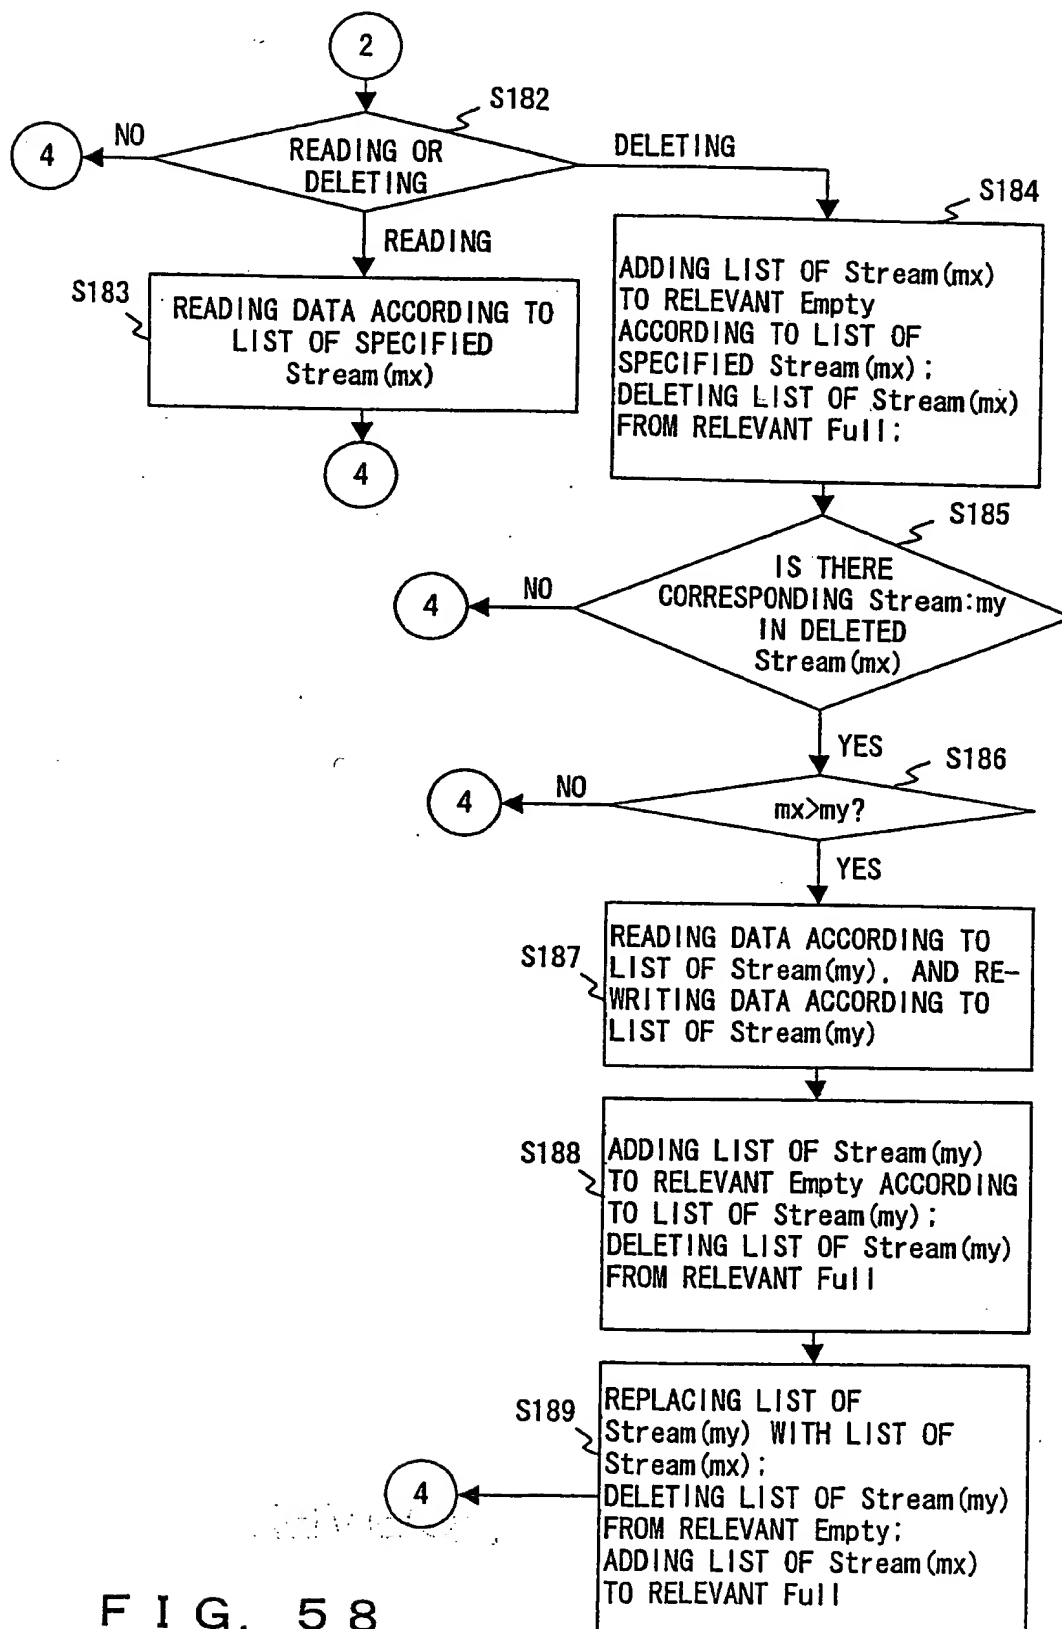 2
S182
4
NO
READING OR
DELETING
DELETING
READING
S184
S183
READING DATA ACCORDING TO
LIST OF SPECIFIED
Stream(mx)
4
ADDING LIST OF Stream(mx)
TO RELEVANT Empty
ACCORDING TO LIST OF
SPECIFIED Stream(mx);
DELETING LIST OF Stream(mx)
FROM RELEVANT Full;
S185
4
NO
IS THERE
CORRESPONDING Stream:my
IN DELETED
Stream(mx)
YES
S186
4
NO
mx>my?
YES
S187
READING DATA ACCORDING TO
LIST OF Stream(my), AND RE-
WRITING DATA ACCORDING TO
LIST OF Stream(my)
S188
ADDING LIST OF Stream(my)
TO RELEVANT Empty ACCORDING
TO LIST OF Stream(my);
DELETING LIST OF Stream(my)
FROM RELEVANT Full
S189
REPLACING LIST OF
Stream(my) WITH LIST OF
Stream(mx);
DELETING LIST OF Stream(my)
FROM RELEVANT Empty;
ADDING LIST OF Stream(mx)
TO RELEVANT Full
4
FIG. 58